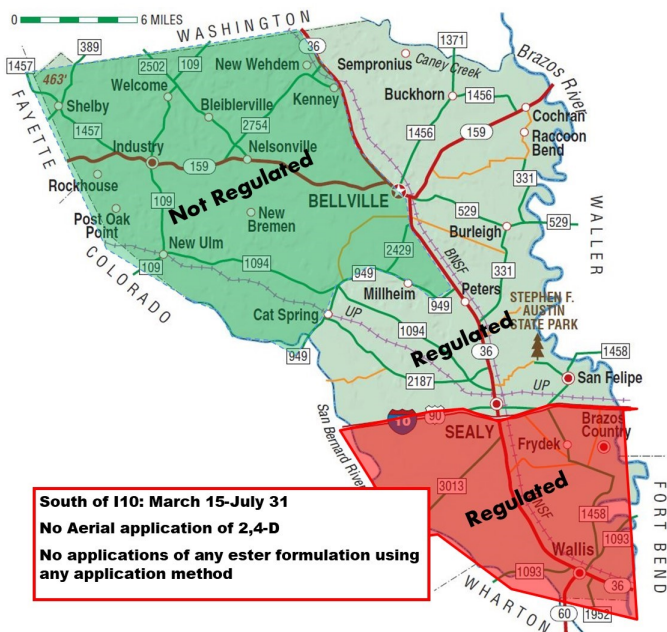 0 6 MILES
WASHINGTON
389
1457
463'
2502
109
36
1371
New Wehdem
Sempronius
Caney Creek
Brazos River
Welcome
Kenney
Buckhorn
1456
Shelby
Bleiblerville
Cochran
FAYETTE
1457
2754
1456
159
Raccoon
Bend
Industry
Nelsonville
159
331
Rockhouse
Not Regulated
BELLVILLE
WALLER
109
Post Oak
Point
New
Bremen
529
529
Burleigh
COLORADO
New Ulm
2429
BNSF
109
1094
949
331
Millheim
949
Peters
STEPHEN F.
AUSTIN
STATE PARK
Cat Spring
UP
1094
Regulated
36
1458
949
2187
UP
San Felipe
San Bernard River
10
90
SEALY
Brazos
Country
Frydek
3013
Regulated
BNSF
1458
1093
FORT BEND
Wallis
1093
36
WHARTON
60
1952
South of I10: March 15-July 31
No Aerial application of 2,4-D
No applications of any ester formulation using
any application method